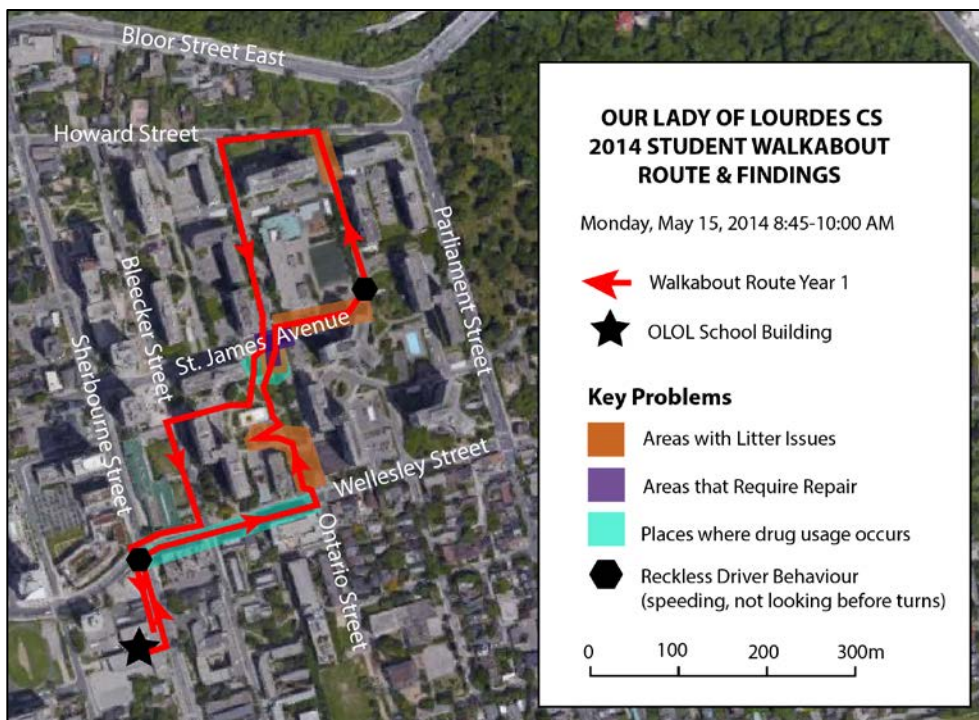 Bloor Street East
Howard Street
Parliament Street
Bleecker Street
St. James Avenue
Sherbourne Street
Wellesley Street
Ontario Street
OUR LADY OF LOURDES CS
2014 STUDENT WALKABOUT
ROUTE & FINDINGS
Monday, May 15, 2014 8:45-10:00 AM
Walkabout Route Year 1
OLOL School Building
Key Problems
Areas with Litter Issues
Areas that Require Repair
Places where drug usage occurs
Reckless Driver Behaviour
(speeding, not looking before turns)
0 100 200 300m